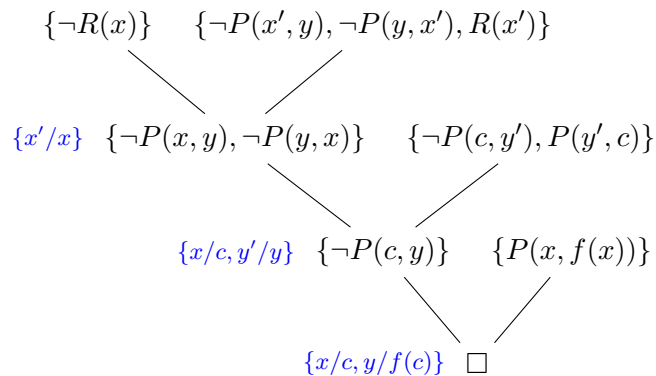 {¬R(x)} {¬P(x′, y), ¬P(y, x′), R(x′)}
{x′/x} {¬P(x, y), ¬P(y, x)} {¬P(c, y′), P(y′, c)}
{x/c, y′/y} {¬P(c, y)} {P(x, f(x))}
{x/c, y/f(c)} □